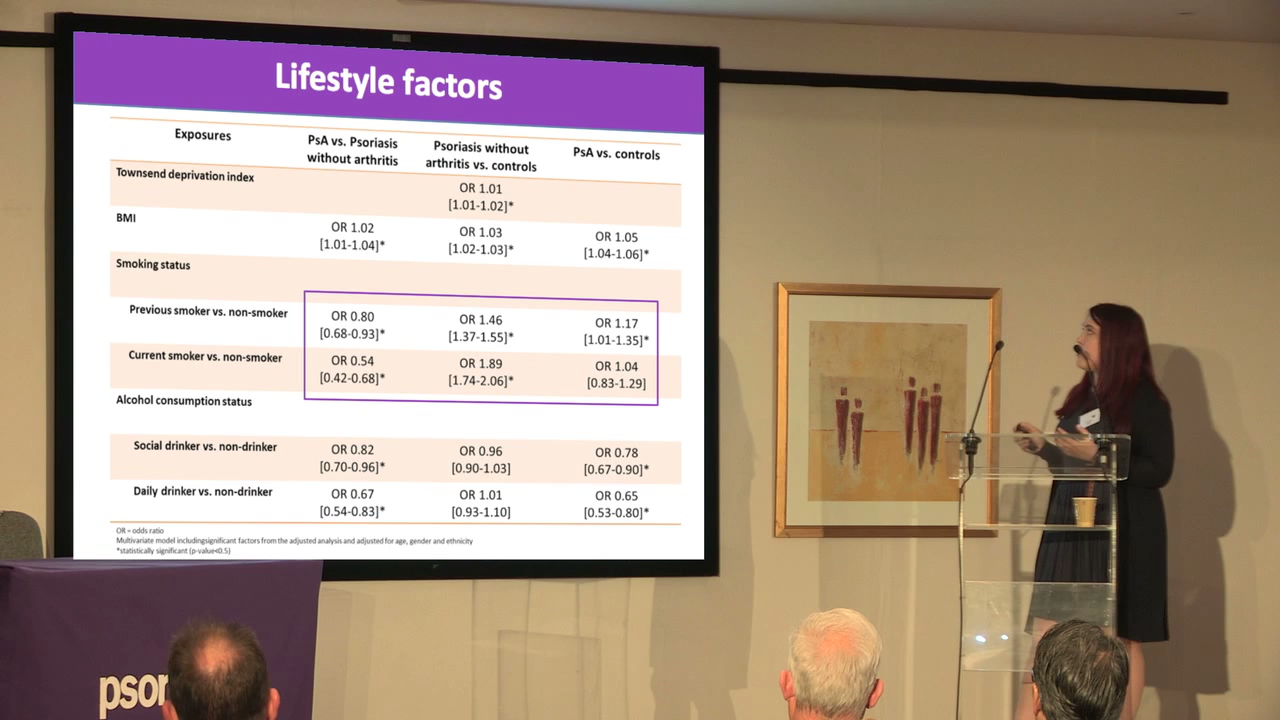 Lifestyle factors
Exposures
PsA vs. Psoriasis
without arthritis
Psoriasis without
arthritis vs. controls
PsA vs. controls
Townsend deprivation index
OR 1.01
[1.01-1.02]*
BMI
OR 1.02
[1.01-1.04]*
OR 1.03
[1.02-1.03]*
OR 1.05
[1.04-1.06]*
Smoking status
Previous smoker vs. non-smoker
OR 0.80
[0.68-0.93]*
OR 1.46
[1.37-1.55]*
OR 1.17
[1.01-1.35]*
Current smoker vs. non-smoker
OR 0.54
[0.42-0.68]*
OR 1.89
[1.74-2.06]*
OR 1.04
[0.83-1.29]
Alcohol consumption status
Social drinker vs. non-drinker
OR 0.82
[0.70-0.96]*
OR 0.96
[0.90-1.03]
OR 0.78
[0.67-0.90]*
Daily drinker vs. non-drinker
OR 0.67
[0.54-0.83]*
OR 1.01
[0.93-1.10]
OR 0.65
[0.53-0.80]*
OR = odds ratio
Multivariate model includingsignificant factors from the adjusted analysis and adjusted for age, gender and ethnicity
*statistically significant (p-value<0.5)
psor